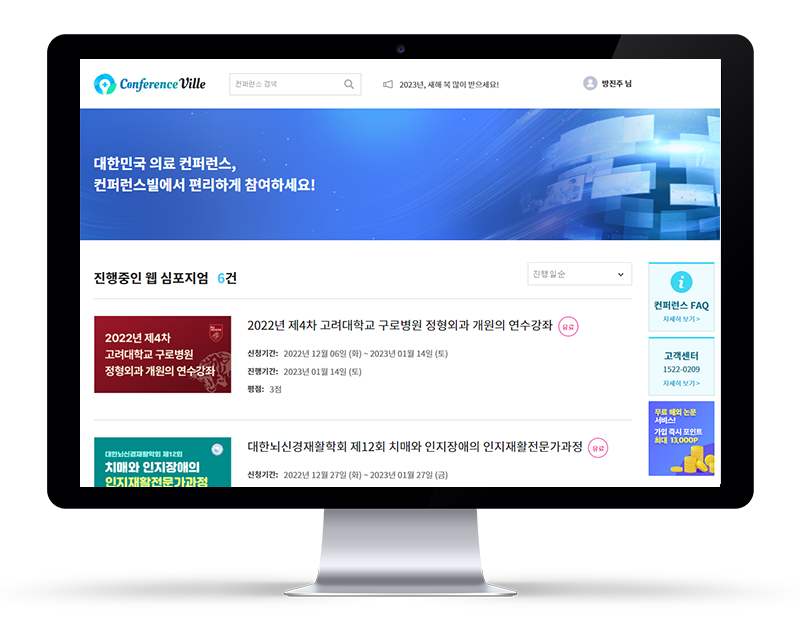 Conference Ville
컨퍼런스 검색
2023년, 새해 복 많이 받으세요!
방진주 님
대한민국 의료 컨퍼런스,
컨퍼런스빌에서 편리하게 참여하세요!
진행중인 웹 심포지엄 6건
진행일순
2022년 제4차
고려대학교 구로병원
정형외과 개원의 연수강좌
2022년 제4차 고려대학교 구로병원 정형외과 개원의 연수강좌 유료
신청기간: 2022년 12월 06일 (화) ~ 2023년 01월 14일 (토)
진행기간: 2023년 01월 14일 (토)
평점: 3점
대한뇌신경재활학회 제12회
치매와 인지장애의
인지재활전문가과정
대한뇌신경재활학회 제12회 치매와 인지장애의 인지재활전문가과정 유료
신청기간: 2022년 12월 27일 (화) ~ 2023년 01월 27일 (금)
i
컨퍼런스 FAQ
자세히 보기 >
고객센터
1522-0209
자세히 보기 >
무료 해외 논문
서비스!
가입 즉시 포인트
최대 13,000P